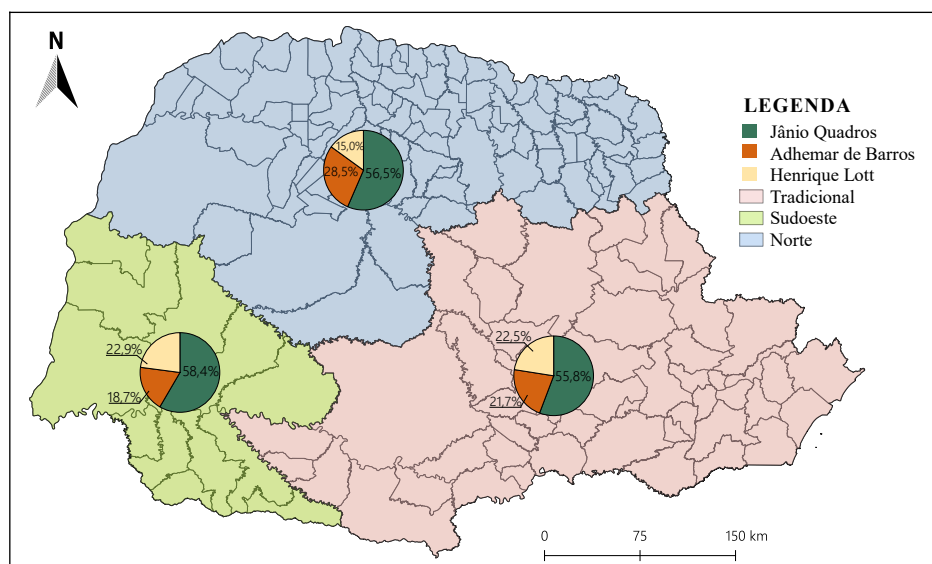 N
LEGENDA
Jânio Quadros
Adhemar de Barros
Henrique Lott
Tradicional
Sudoeste
Norte
15,0%
28,5%
56,5%
22,9%
58,4%
18,7%
22,5%
55,8%
21,7%
0 75 150 km